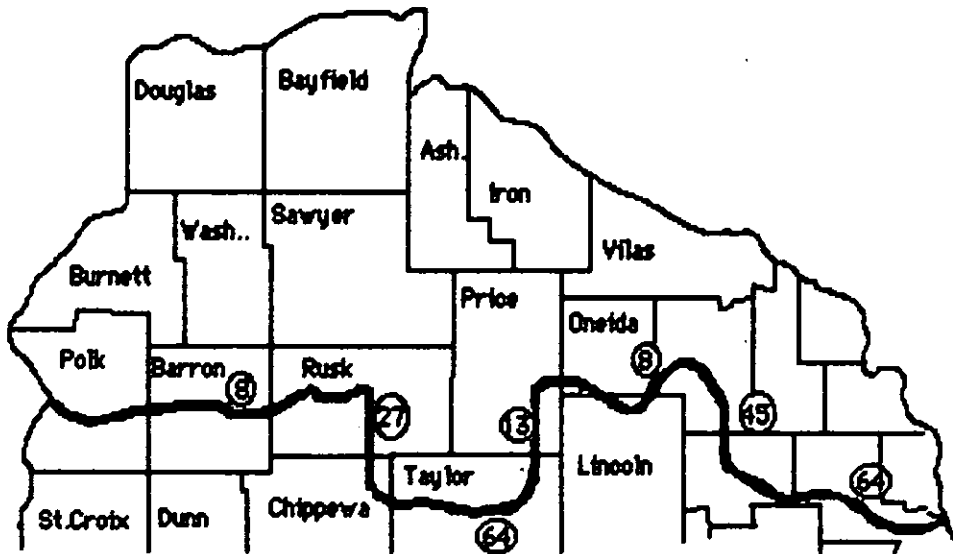 Douglas
Bayfield
Ash.
Iron
Wash..
Sawyer
Vilas
Burnett
Price
Oneida
Polk
Barron
Rusk
8
8
27
13
45
Taylor
Lincoln
64
St.Croix
Dunn
Chippewa
64